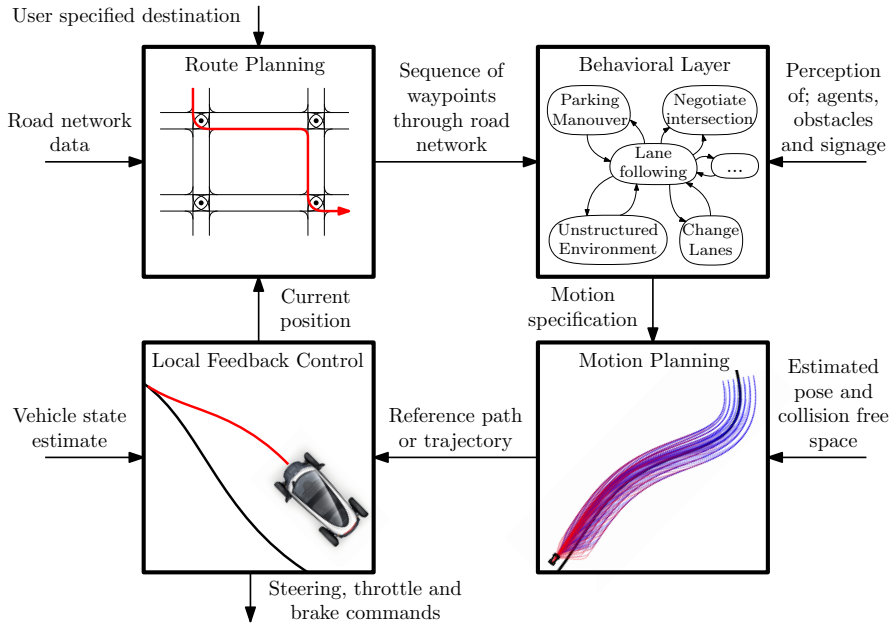 User specified destination
Route Planning
Road network
data
Sequence of
waypoints
through road
network
Behavioral Layer
Parking
Manouver
Negotiate
intersection
Lane
following
...
Unstructured
Environment
Change
Lanes
Perception
of; agents,
obstacles
and signage
Current
position
Motion
specification
Local Feedback Control
Vehicle state
estimate
Reference path
or trajectory
Motion Planning
Estimated
pose and
collision free
space
Steering, throttle and
brake commands